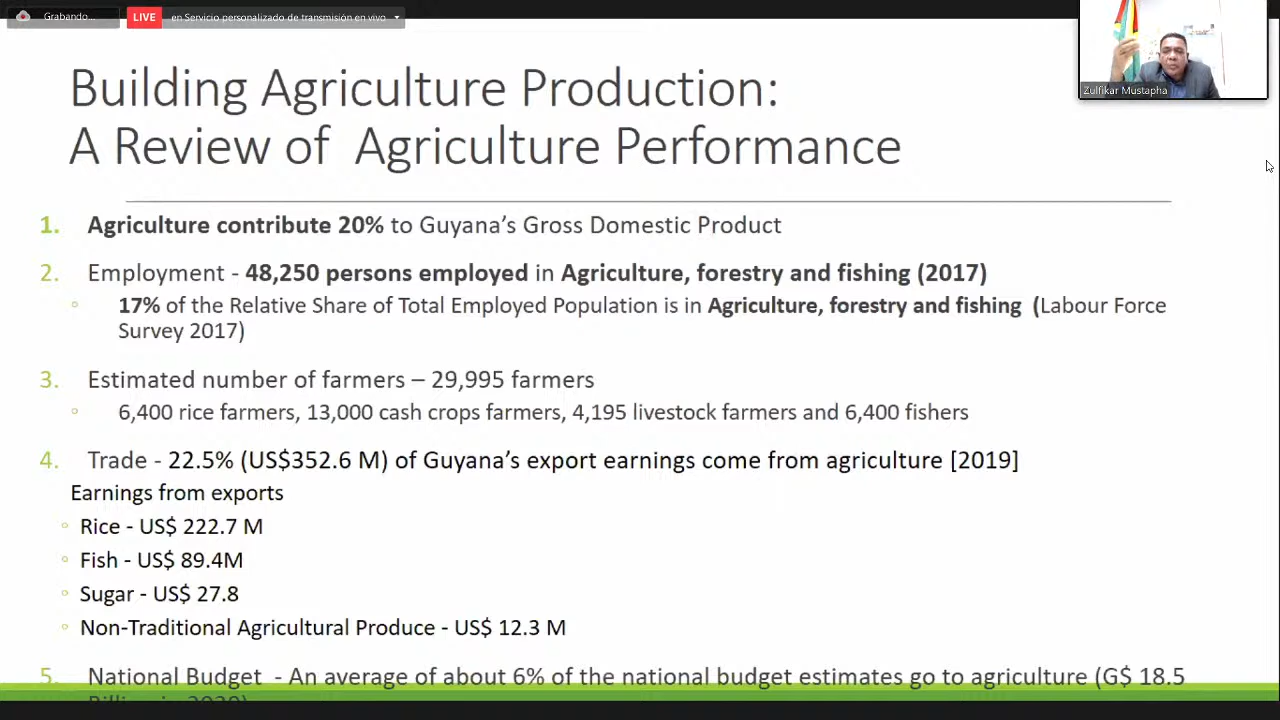 Grabando...
LIVE
en Servicio personalizado de transmisión en vivo
Zulfikar Mustapha
Building Agriculture Production:
A Review of Agriculture Performance
1. Agriculture contribute 20% to Guyana’s Gross Domestic Product
2. Employment - 48,250 persons employed in Agriculture, forestry and fishing (2017)
◦ 17% of the Relative Share of Total Employed Population is in Agriculture, forestry and fishing (Labour Force
Survey 2017)
3. Estimated number of farmers – 29,995 farmers
◦ 6,400 rice farmers, 13,000 cash crops farmers, 4,195 livestock farmers and 6,400 fishers
4. Trade - 22.5% (US$352.6 M) of Guyana’s export earnings come from agriculture [2019]
Earnings from exports
◦ Rice - US$ 222.7 M
◦ Fish - US$ 89.4M
◦ Sugar - US$ 27.8
◦ Non-Traditional Agricultural Produce - US$ 12.3 M
5. National Budget - An average of about 6% of the national budget estimates go to agriculture (G$ 18.5